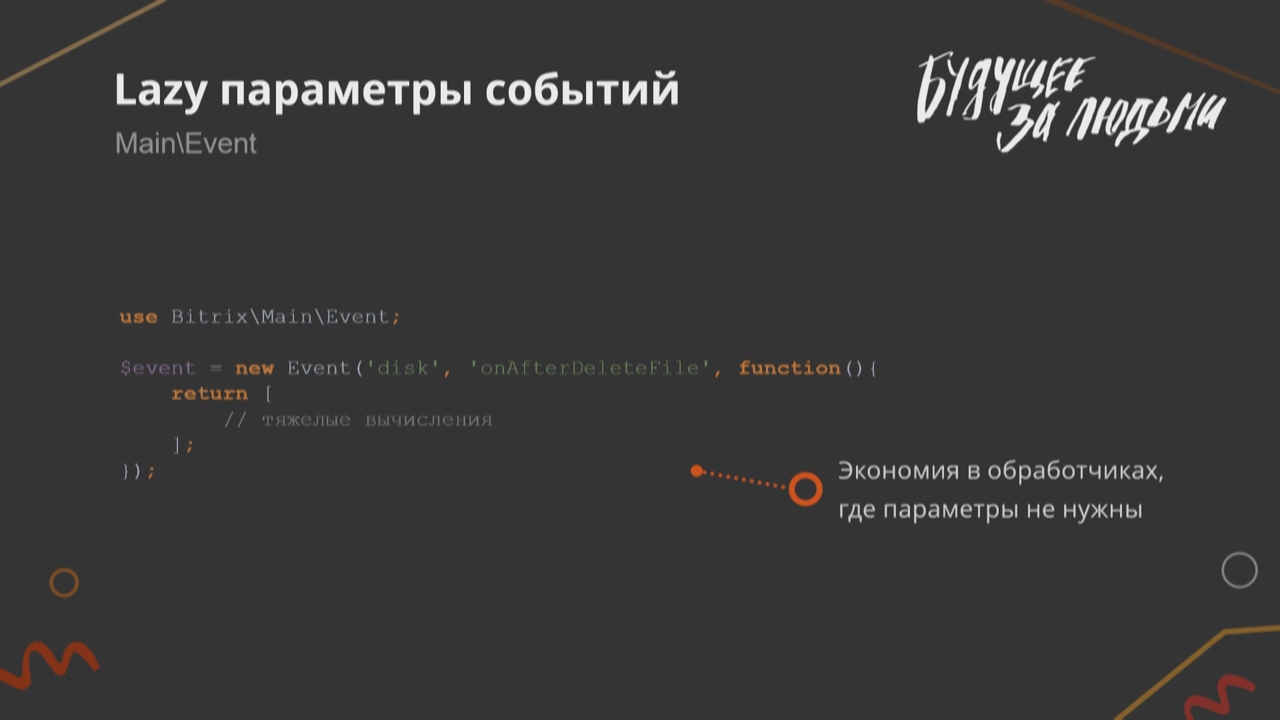 Lazy параметры событий
Main\Event
Будущее
за людьми
use Bitrix\Main\Event;
$event = new Event('disk', 'onAfterDeleteFile', function(){
    return [
        // тяжелые вычисления
    ];
});
Экономия в обработчиках,
где параметры не нужны